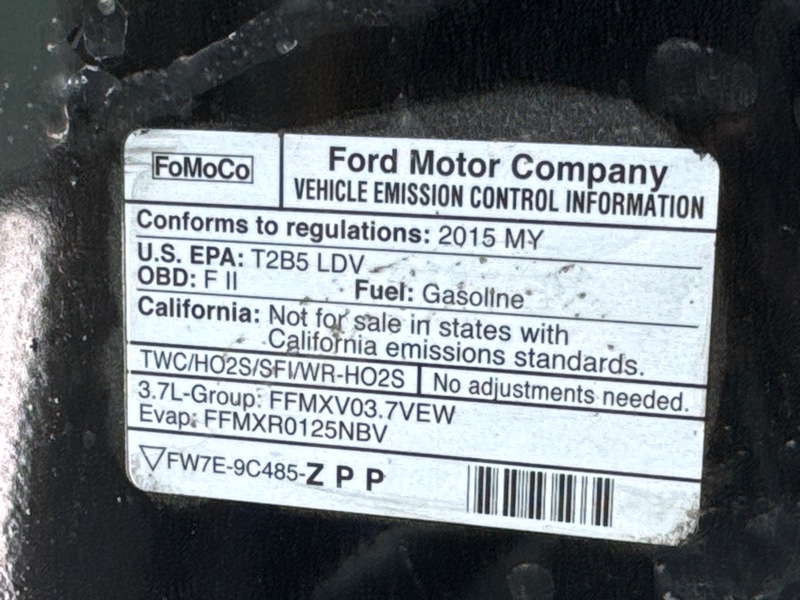 FoMoCo
Ford Motor Company
VEHICLE EMISSION CONTROL INFORMATION
Conforms to regulations: 2015 MY
U.S. EPA: T2B5 LDV
OBD: F II Fuel: Gasoline
California: Not for sale in states with
California emissions standards.
TWC/HO2S/SFI/WR-HO2S No adjustments needed.
3.7L-Group: FFMXV03.7VEW
Evap: FFMXR0125NBV
FW7E-9C485-ZPP